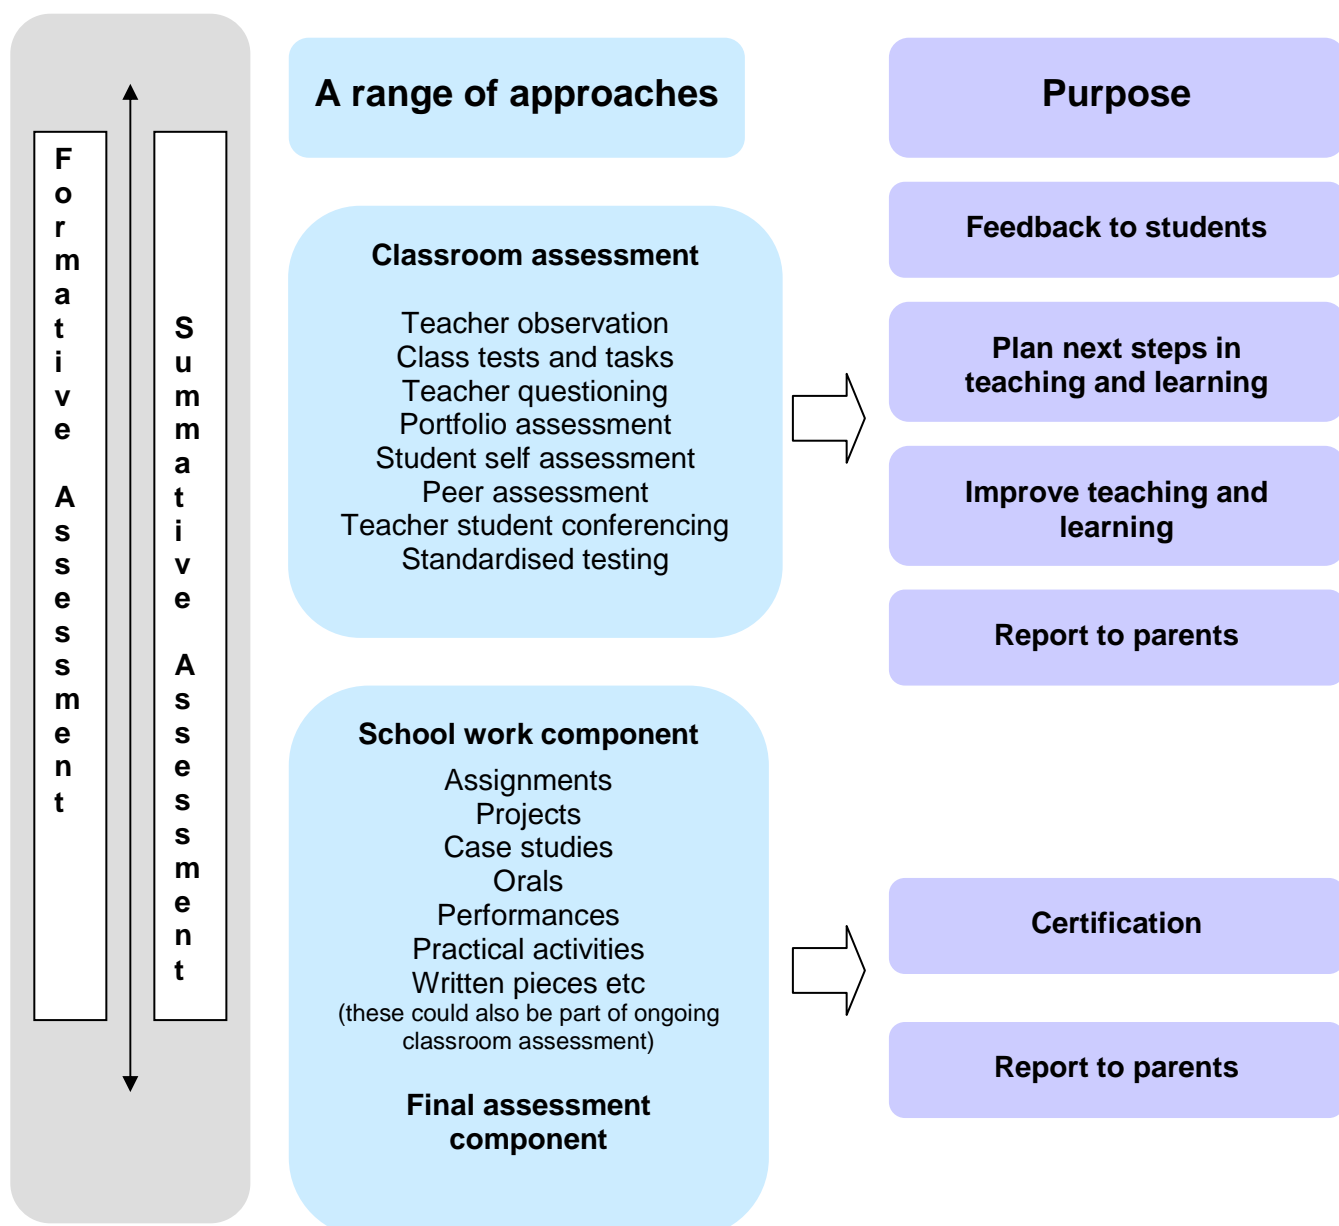 Formative Assessment
Summative Assessment
A range of approaches
Purpose
Classroom assessment
Teacher observation
Class tests and tasks
Teacher questioning
Portfolio assessment
Student self assessment
Peer assessment
Teacher student conferencing
Standardised testing
Feedback to students
Plan next steps in
teaching and learning
Improve teaching and
learning
Report to parents
School work component
Assignments
Projects
Case studies
Orals
Performances
Practical activities
Written pieces etc
(these could also be part of ongoing
classroom assessment)
Final assessment
component
Certification
Report to parents